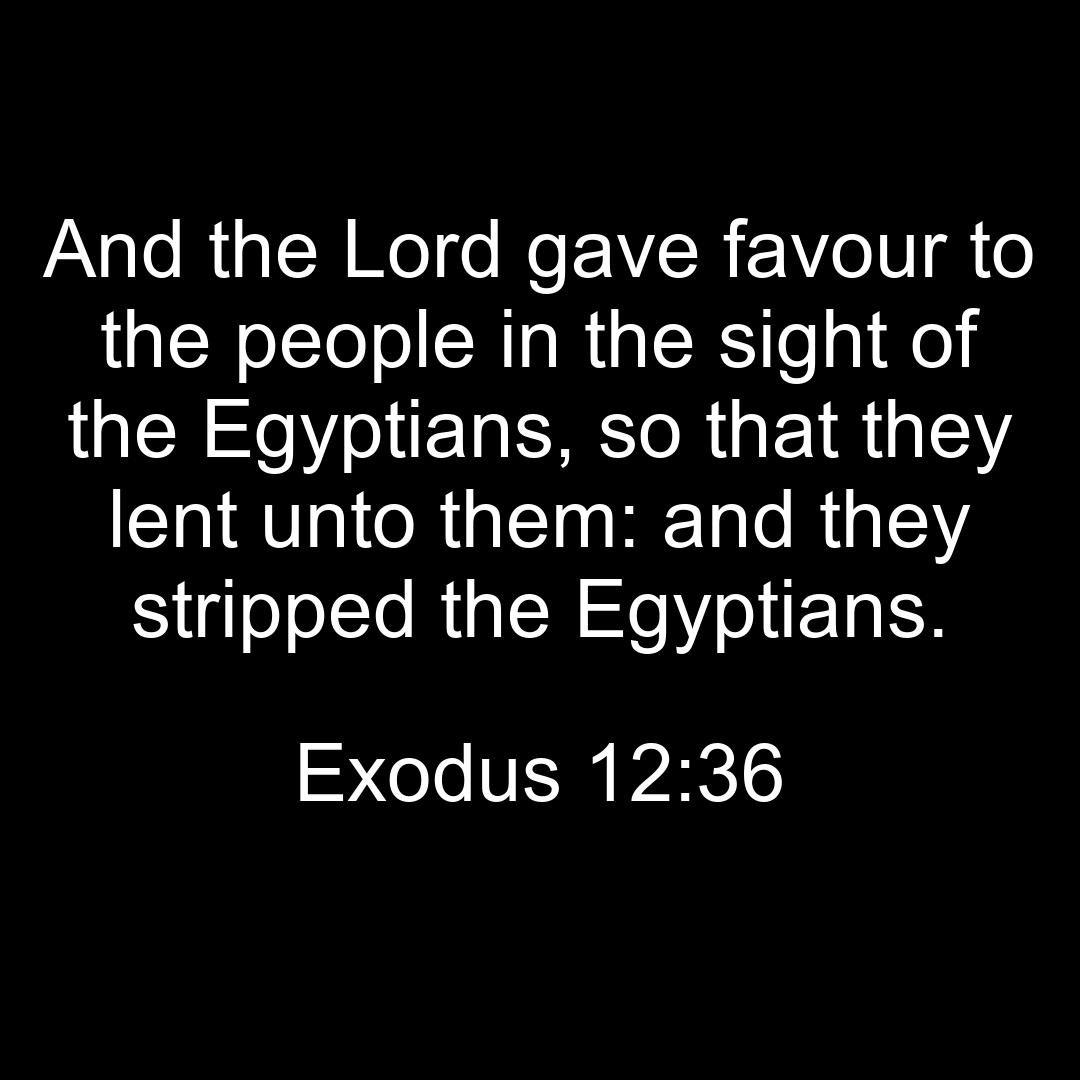 And the Lord gave favour to
the people in the sight of
the Egyptians, so that they
lent unto them: and they
stripped the Egyptians.
Exodus 12:36